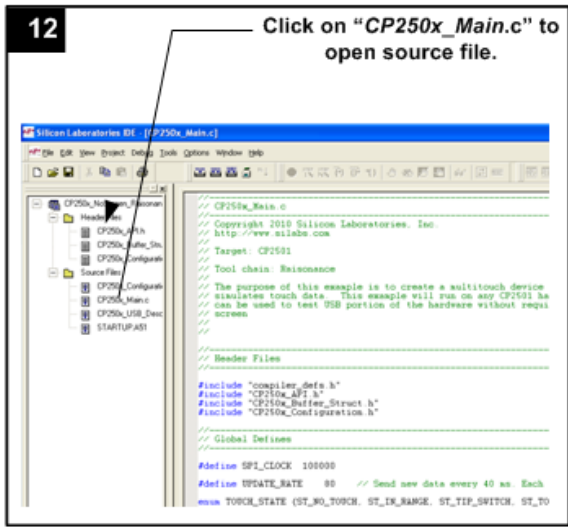 12
Click on “CP250x_Main.c” to
open source file.
Silicon Laboratories IDE - [CP250x_Main.c]
File Edit View Project Debug Tools Options Window Help
Header Files
CP250x_API.h
CP250x_Buffer_Stru
CP250x_Configurati
Source Files
CP250x_Configurati
CP250x_Main.c
CP250x_USB_Desc
STARTUP.A51
//-----------------------------------------------------------------------------
// CP250x_Main.c
//-----------------------------------------------------------------------------
// Copyright 2010 Silicon Laboratories, Inc.
// http://www.silabs.com
//
// Target: CP2501
//
// Tool chain: Raisonance
//
// The purpose of this example is to create a multitouch device
// simulates touch data. This example will run on any CP2501 ha
// can be used to test USB portion of the hardware without requi
// screen
//
//
//-----------------------------------------------------------------------------
// Header Files
//-----------------------------------------------------------------------------
#include "compiler_defs.h"
#include "CP250x_API.h"
#include "CP250x_Buffer_Struct.h"
#include "CP250x_Configuration.h"
//-----------------------------------------------------------------------------
// Global Defines
//-----------------------------------------------------------------------------
#define SPI_CLOCK 100000
#define UPDATE_RATE 80 // Send new data every 40 ms. Each
enum TOUCH_STATE {ST_NO_TOUCH, ST_IN_RANGE, ST_TIP_SWITCH, ST_TO